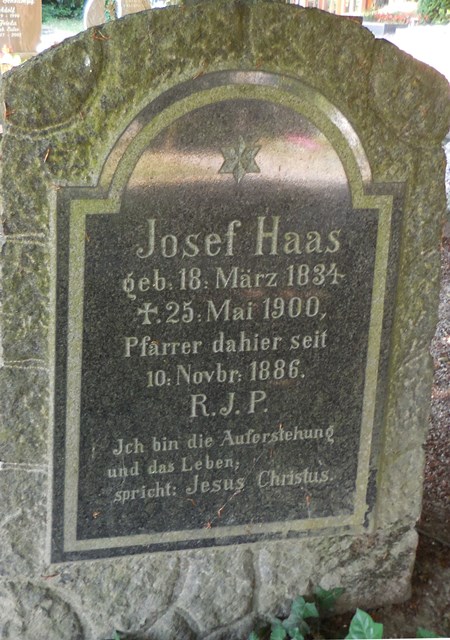 Josef Haas
geb. 18. März 1834
✝ 25. Mai 1900,
Pfarrer dahier seit
10. Novbr. 1886.
R.J.P.
Jch bin die Auferstehung
und das Leben;
spricht: Jesus Christus.